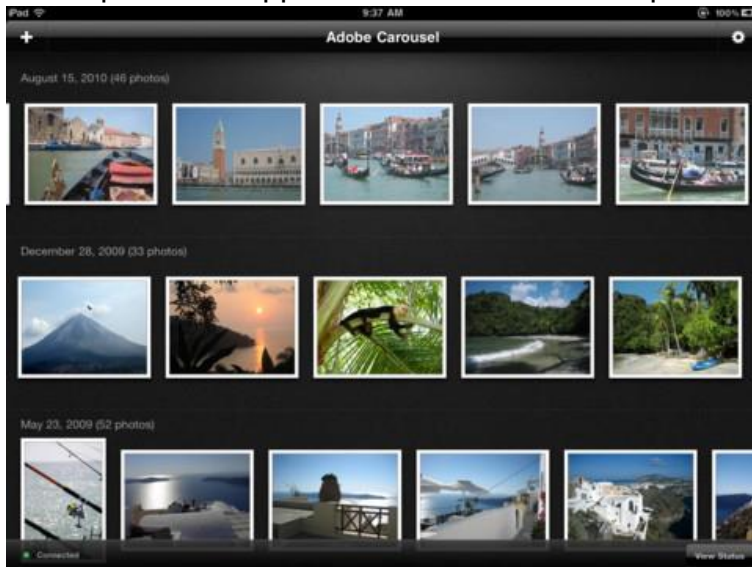 iPad 9:37 AM 100%
+ Adobe Carousel
August 15, 2010 (46 photos)
December 28, 2009 (33 photos)
May 23, 2009 (52 photos)
Connected View Status